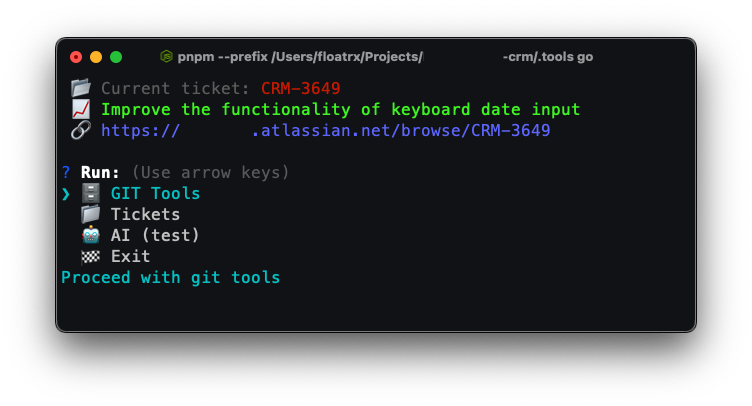 pnpm --prefix /Users/floatrx/Projects/ -crm/.tools go
Current ticket: CRM-3649
Improve the functionality of keyboard date input
https:// .atlassian.net/browse/CRM-3649
? Run: (Use arrow keys)
❯ GIT Tools
Tickets
AI (test)
Exit
Proceed with git tools